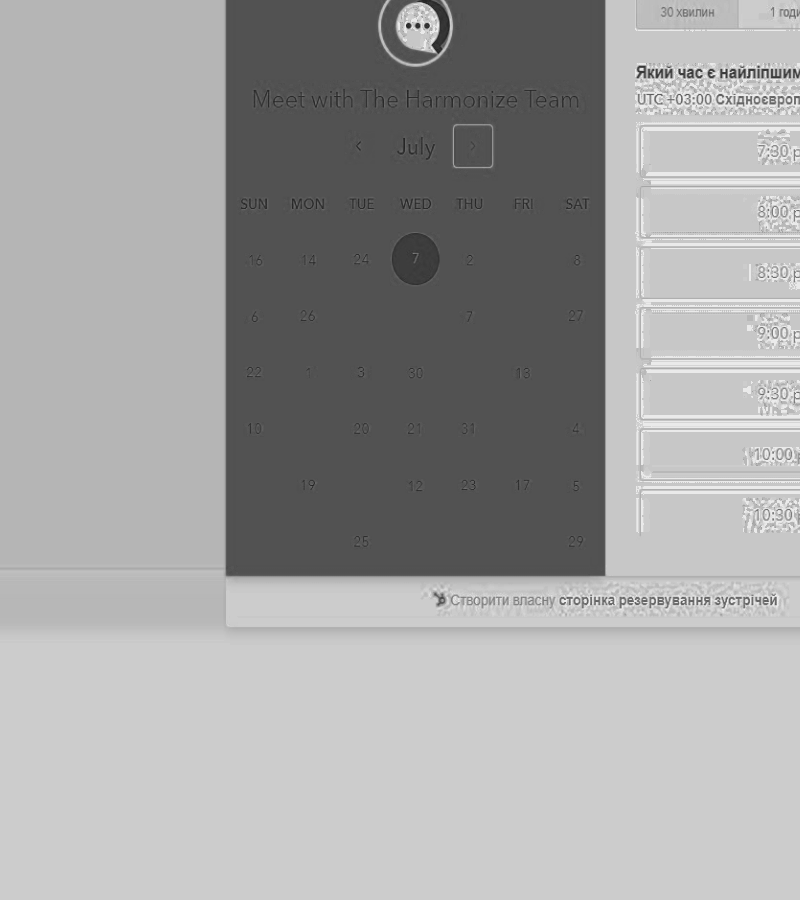 30 хвилин 1 годи
Meet with The Harmonize Team
July
SUN MON TUE WED THU FRI SAT
16 14 24 7 2 8
6 26 7 27
22 1 3 30 13
19 20 21 31 4
19 12 23 17 5
25 29
Який час є найліпшим
UTC +03:00 Східноєвроп
7:30 p
8:00 p
8:30 p
9:00 p
9:30 p
10:00 p
10:30 p
Створити власну сторінка резервування зустрічей